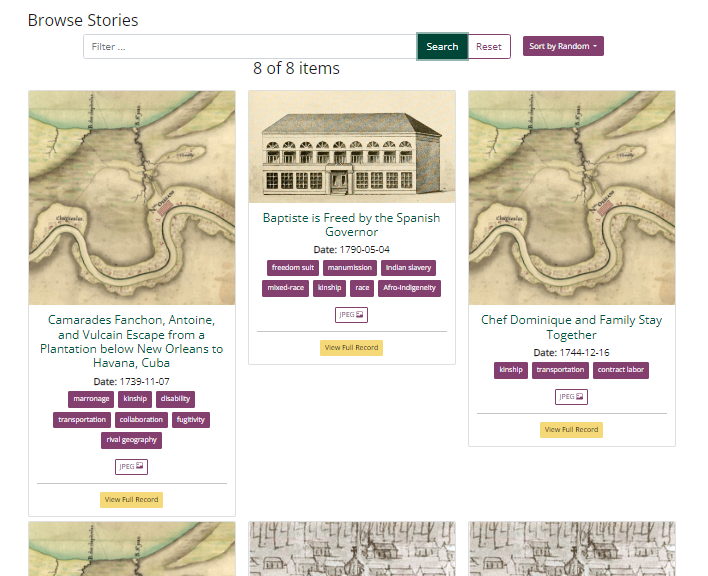 Browse Stories
Filter ...
Search
Reset
Sort by Random
8 of 8 items
Camarades Fanchon, Antoine,
and Vulcain Escape from a
Plantation below New Orleans to
Havana, Cuba
Date: 1739-11-07
marronage kinship disability
transportation collaboration fugitivity
rival geography
JPEG
View Full Record
Baptiste is Freed by the Spanish
Governor
Date: 1790-05-04
freedom suit manumission Indian slavery
mixed-race kinship race Afro-Indigeneity
JPEG
View Full Record
Chef Dominique and Family Stay
Together
Date: 1744-12-16
kinship transportation contract labor
JPEG
View Full Record